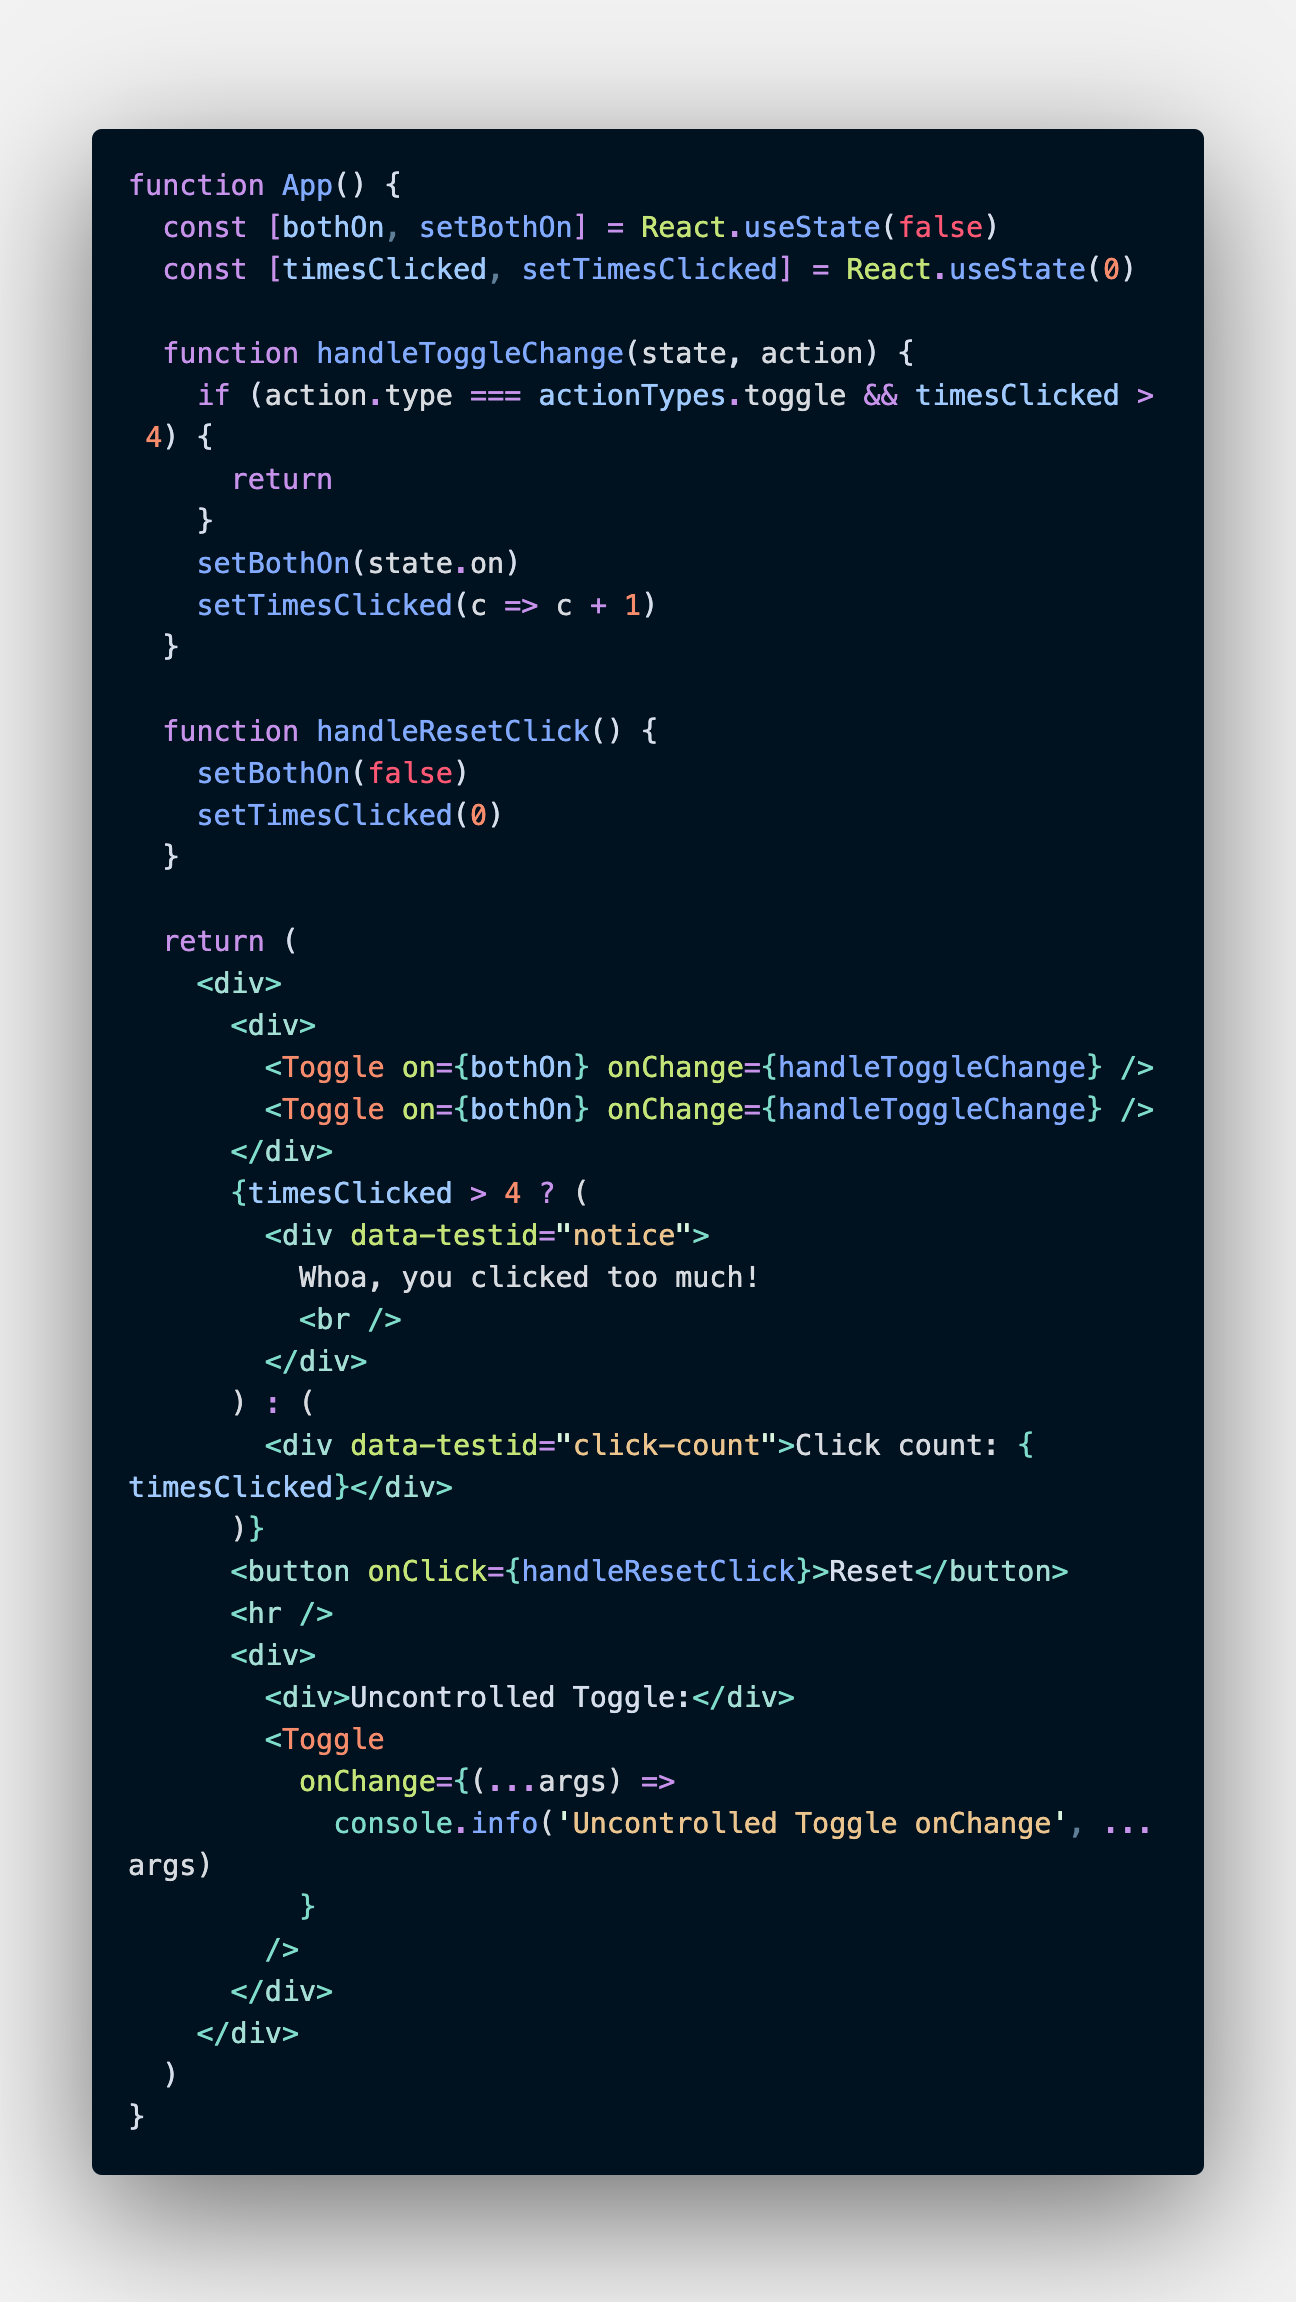 function App() {
  const [bothOn, setBothOn] = React.useState(false)
  const [timesClicked, setTimesClicked] = React.useState(0)

  function handleToggleChange(state, action) {
    if (action.type === actionTypes.toggle && timesClicked >
 4) {
      return
    }
    setBothOn(state.on)
    setTimesClicked(c => c + 1)
  }

  function handleResetClick() {
    setBothOn(false)
    setTimesClicked(0)
  }

  return (
    <div>
      <div>
        <Toggle on={bothOn} onChange={handleToggleChange} />
        <Toggle on={bothOn} onChange={handleToggleChange} />
      </div>
      {timesClicked > 4 ? (
        <div data-testid="notice">
          Whoa, you clicked too much!
          <br />
        </div>
      ) : (
        <div data-testid="click-count">Click count: {
timesClicked}</div>
      )}
      <button onClick={handleResetClick}>Reset</button>
      <hr />
      <div>
        <div>Uncontrolled Toggle:</div>
        <Toggle
          onChange={(...args) =>
            console.info('Uncontrolled Toggle onChange', ...
args)
          }
        />
      </div>
    </div>
  )
}